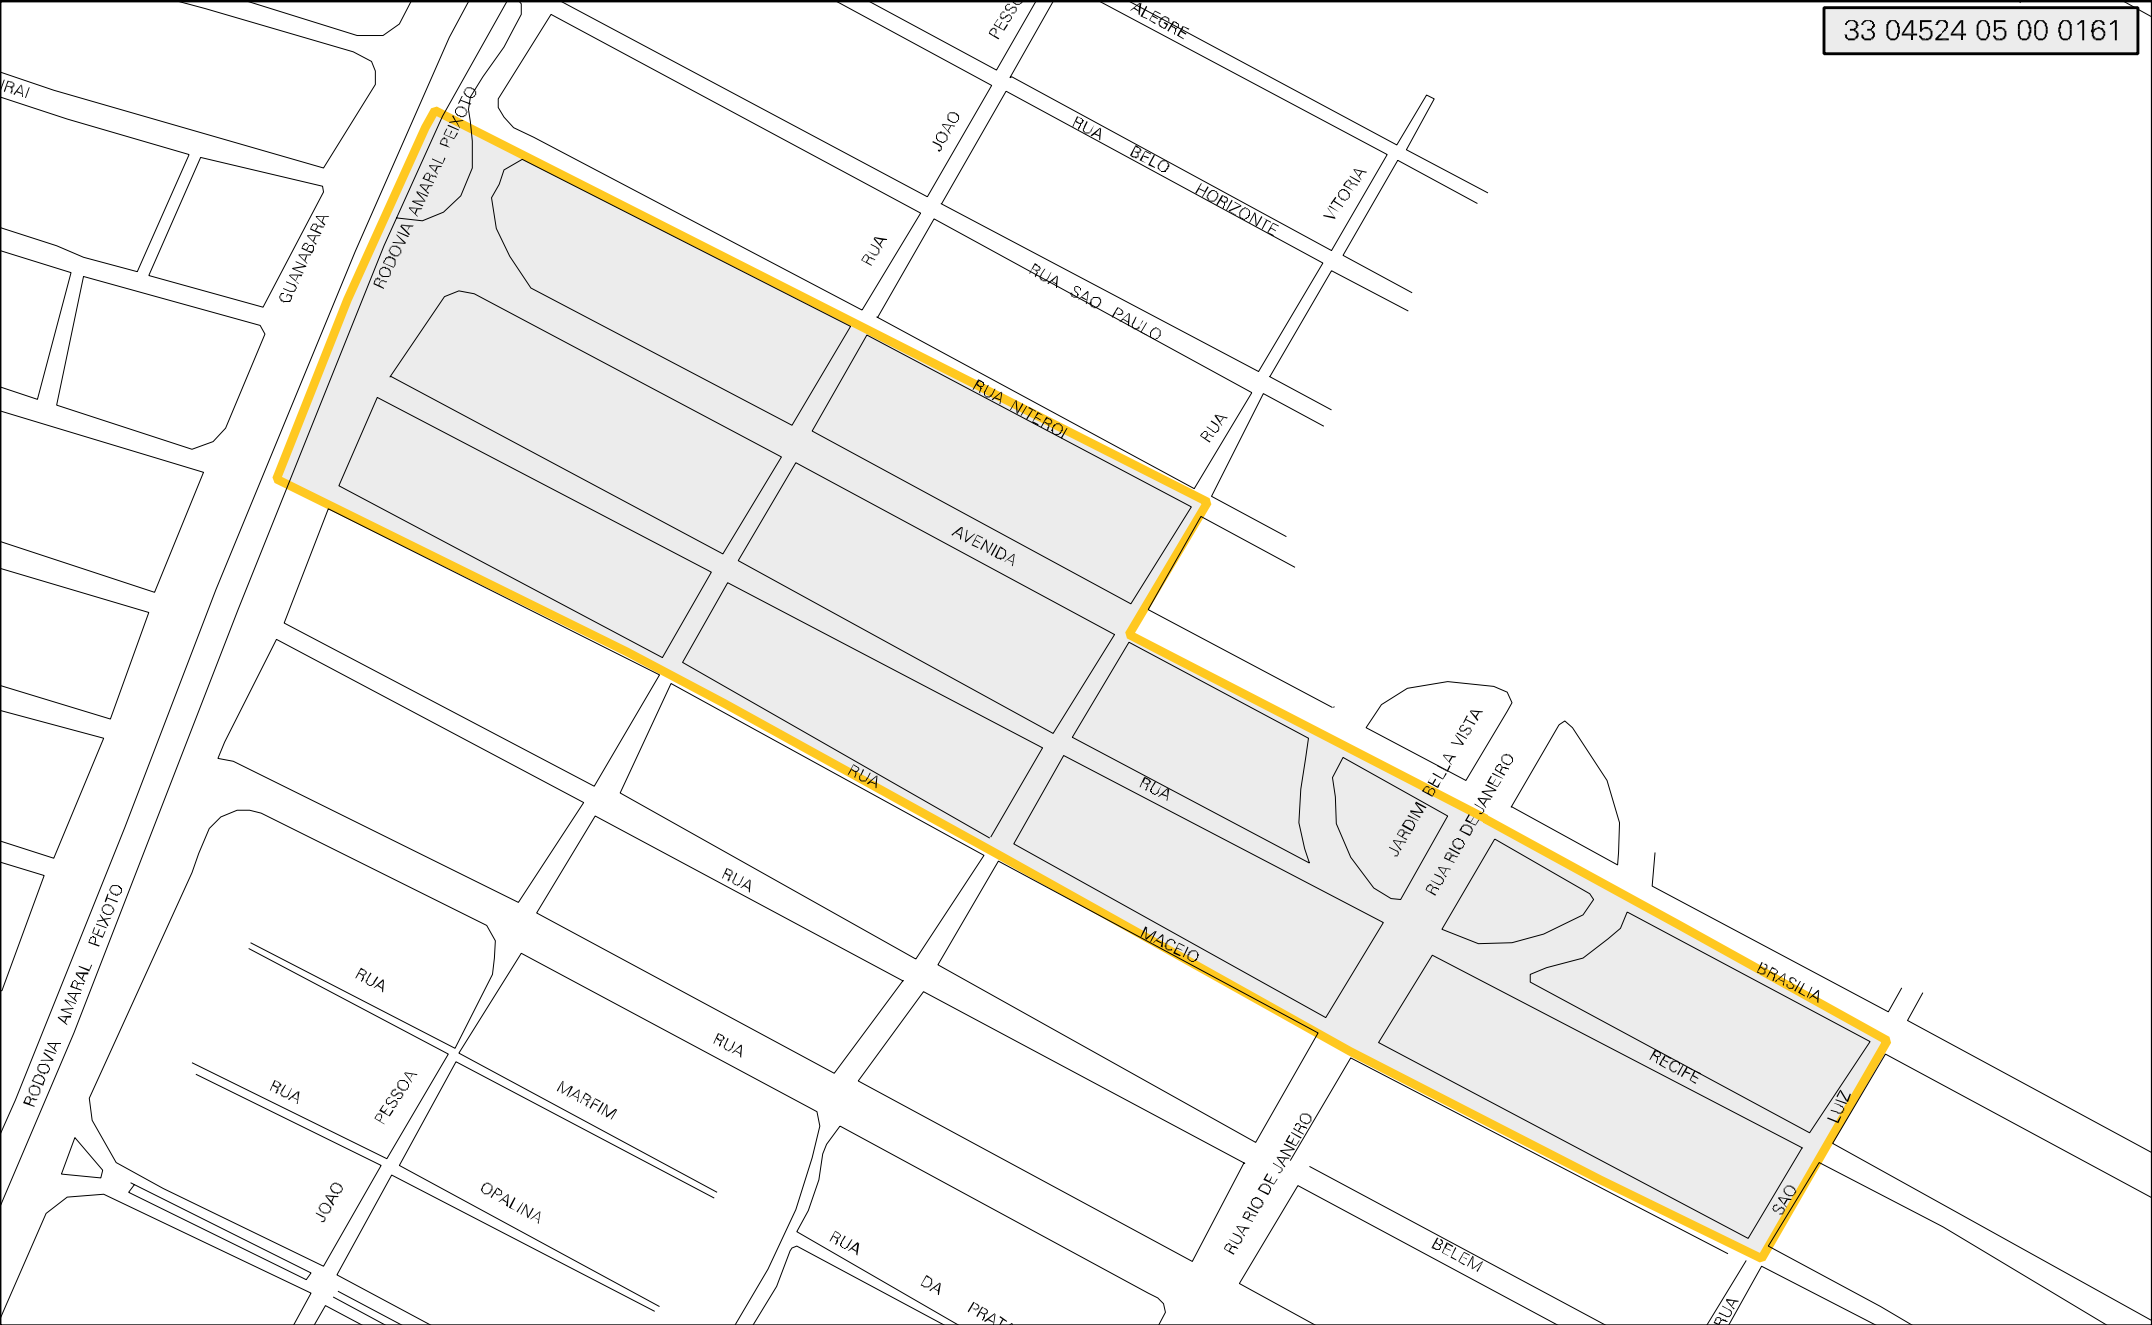 33 04524 05 00 0161
ALEGRE
RUA BELO HORIZONTE
VITORIA
JOAO
RUA
RUA SAO PAULO
RODOVIA AMARAL PEIXOTO
GUANABARA
RUA NITEROI
RUA
AVENIDA
BRASILIA
JARDIM BELLA VISTA
RUA RIO DE JANEIRO
RUA
RECIFE
RUA
MACEIO
SAO LUIZ
RUA
RUA
BELEM
RUA
RUA
MARFIM
RUA
OPALINA
JOAO PESSOA
RODOVIA AMARAL PEIXOTO
RUA RIO DE JANEIRO
RUA DA PRATA
RUA